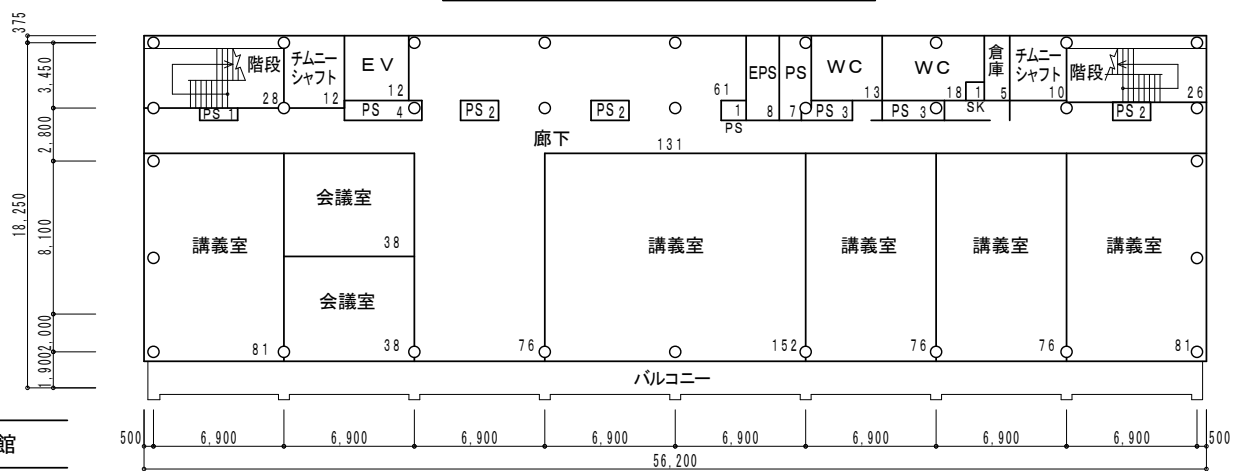 375
3,450
2,800
18,250
8,100
2,000
1,900
階段
28
チムニー
シャフト
12
EV
12
61
EPS
8
PS
7
WC
13
WC
18
1
SK
倉
庫
5
チムニー
シャフト
10
階段
26
PS 1
PS 4
PS 2
PS 2
1
PS
PS 3
PS 3
PS 2
廊下
131
講義室
81
会議室
38
会議室
38
76
講義室
152
講義室
76
講義室
76
講義室
81
バルコニー
館
500
6,900
6,900
6,900
6,900
6,900
6,900
6,900
6,900
500
56,200